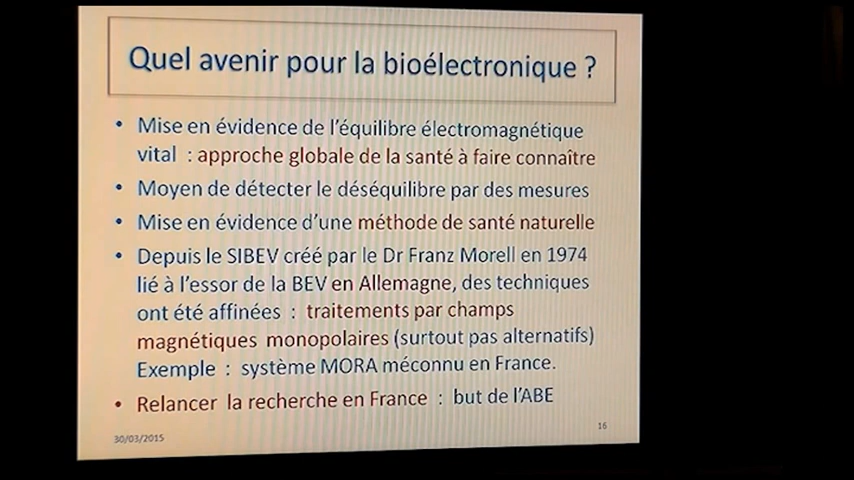 Quel avenir pour la bioélectronique ?
• Mise en évidence de l'équilibre électromagnétique
vital : approche globale de la santé à faire connaître
• Moyen de détecter le déséquilibre par des mesures
• Mise en évidence d'une méthode de santé naturelle
• Depuis le SIBEV créé par le Dr Franz Morell en 1974
lié à l'essor de la BEV en Allemagne, des techniques
ont été affinées : traitements par champs
magnétiques monopolaires (surtout pas alternatifs)
Exemple : système MORA méconnu en France.
• Relancer la recherche en France : but de l'ABE
30/03/2015
16